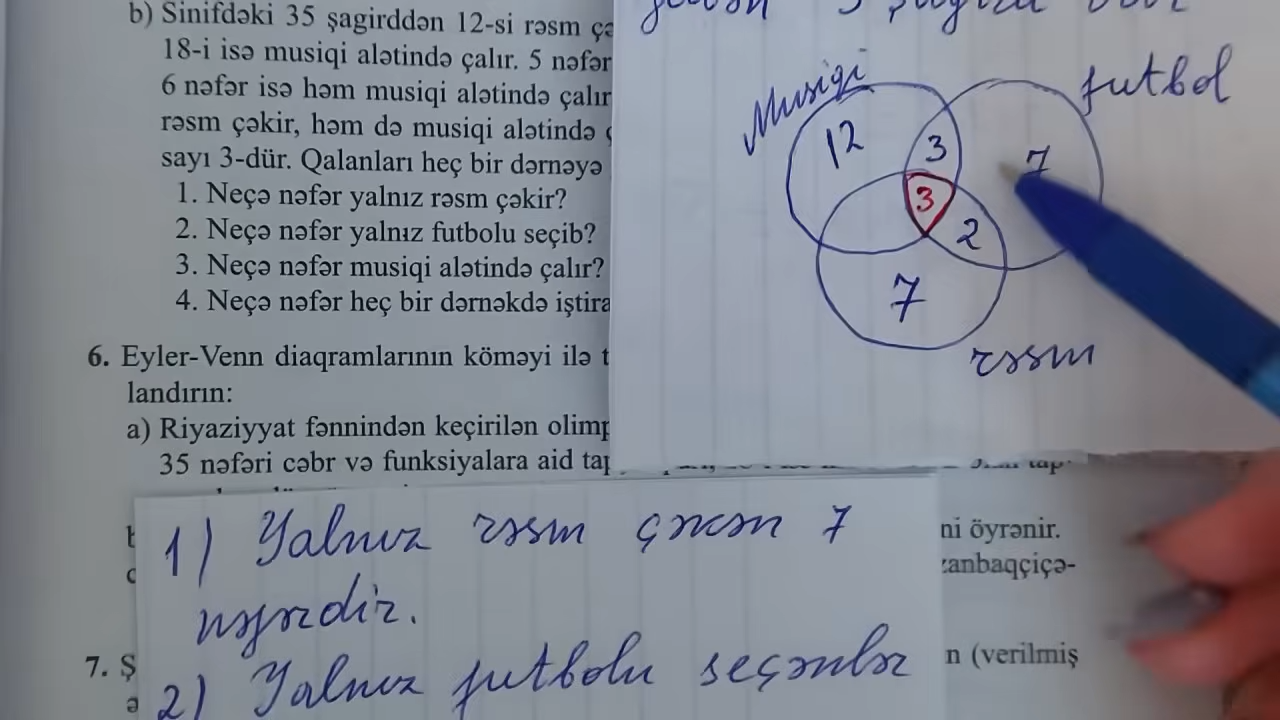 b) Sinifdəki 35 şagirddən 12-si rəsm çə
18-i isə musiqi alətində çalır. 5 nəfər
6 nəfər isə həm musiqi alətində çalır
rəsm çəkir, həm də musiqi alətində ç
sayı 3-dür. Qalanları heç bir dərnəyə
1. Neçə nəfər yalnız rəsm çəkir?
2. Neçə nəfər yalnız futbolu seçib?
3. Neçə nəfər musiqi alətində çalır?
4. Neçə nəfər heç bir dərnəkdə iştira
6. Eyler-Venn diaqramlarının köməyi ilə t
landırın:
a) Riyaziyyat fənnindən keçirilən olimp
35 nəfəri cəbr və funksiyalara aid tap
Musiqi
futbol
12
3
7
3
2
7
rəsm
ni öyrənir.
zanbaqçiçə-
7. Ş
n (verilmiş
ə
1) Yalnız rəsm çəkən 7
nəfərdir.
2) Yalnız futbolu seçənlər